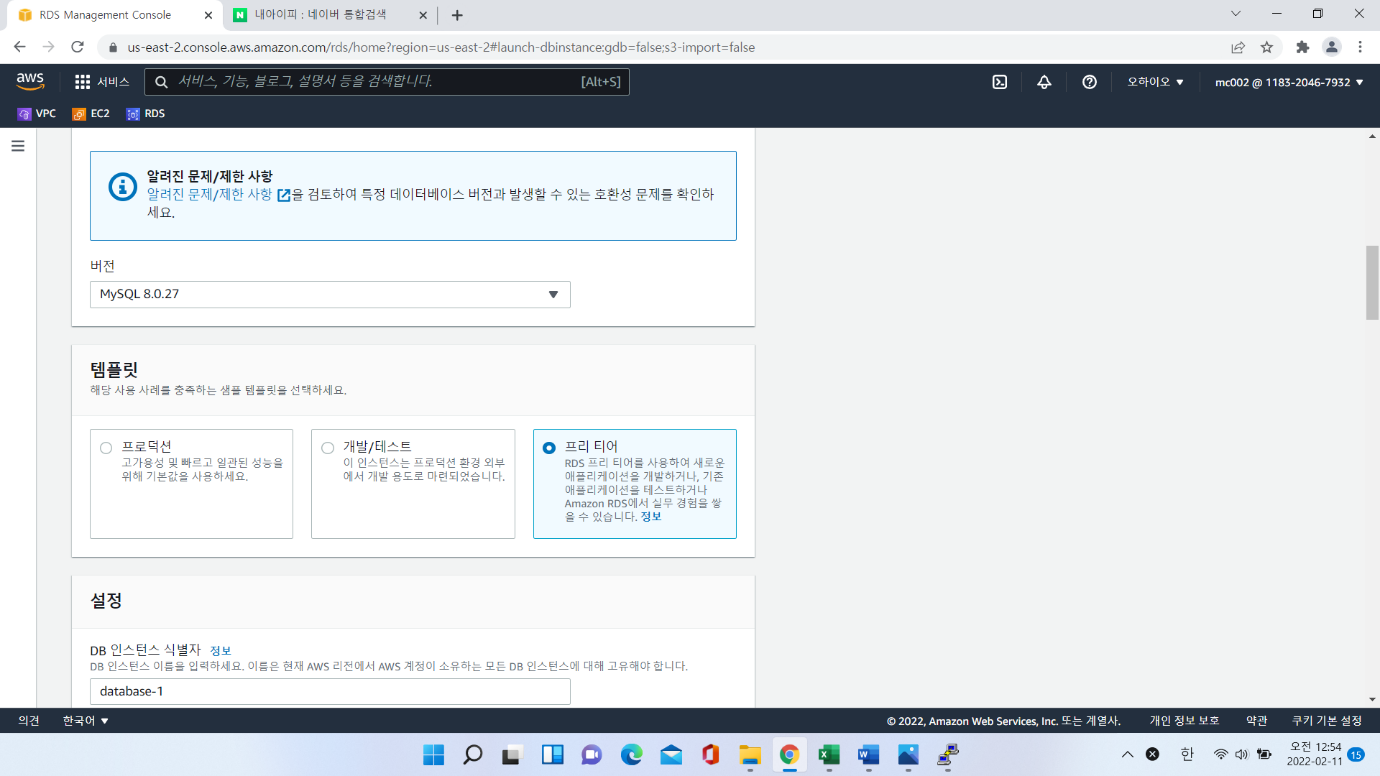 RDS Management Console
내아이피 : 네이버 통합검색
us-east-2.console.aws.amazon.com/rds/home?region=us-east-2#launch-dbinstance:gdb=false;s3-import=false
aws
서비스
서비스, 기능, 블로그, 설명서 등을 검색합니다.
[Alt+S]
오하이오
mc002 @ 1183-2046-7932
VPC
EC2
RDS
알려진 문제/제한 사항
알려진 문제/제한 사항 을 검토하여 특정 데이터베이스 버전과 발생할 수 있는 호환성 문제를 확인하
세요.
버전
MySQL 8.0.27
템플릿
해당 사용 사례를 충족하는 샘플 템플릿을 선택하세요.
프로덕션
고가용성 및 빠르고 일관된 성능을
위해 기본값을 사용하세요.
개발/테스트
이 인스턴스는 프로덕션 환경 외부
에서 개발 용도로 마련되었습니다.
프리 티어
RDS 프리 티어를 사용하여 새로운
애플리케이션을 개발하거나, 기존
애플리케이션을 테스트하거나
Amazon RDS에서 실무 경험을 쌓
을 수 있습니다. 정보
설정
DB 인스턴스 식별자 정보
DB 인스턴스 이름을 입력하세요. 이름은 현재 AWS 리전에서 AWS 계정이 소유하는 모든 DB 인스턴스에 대해 고유해야 합니다.
database-1
의견
한국어
© 2022, Amazon Web Services, Inc. 또는 계열사.
개인 정보 보호
약관
쿠키 기본 설정
한
오전 12:54
2022-02-11
15